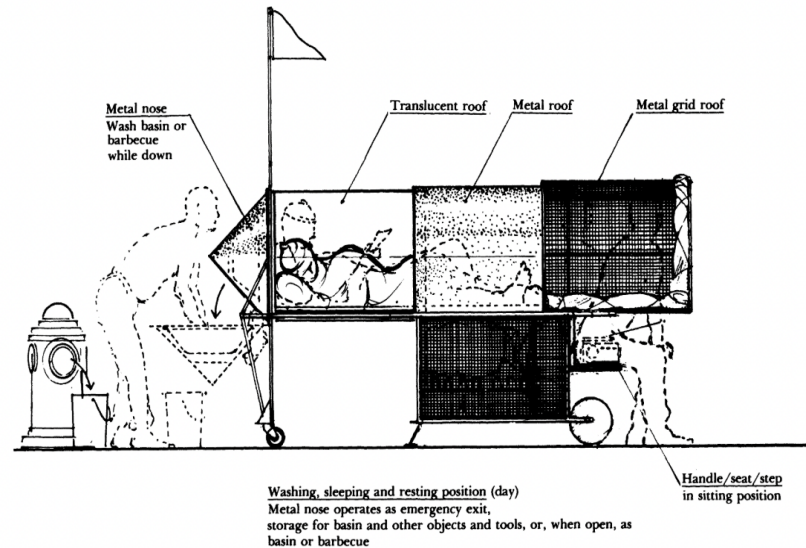 Metal nose
Wash basin or
barbecue
while down
Translucent roof
Metal roof
Metal grid roof
Handle/seat/step
in sitting position
Washing, sleeping and resting position (day)
Metal nose operates as emergency exit,
storage for basin and other objects and tools, or, when open, as
basin or barbecue